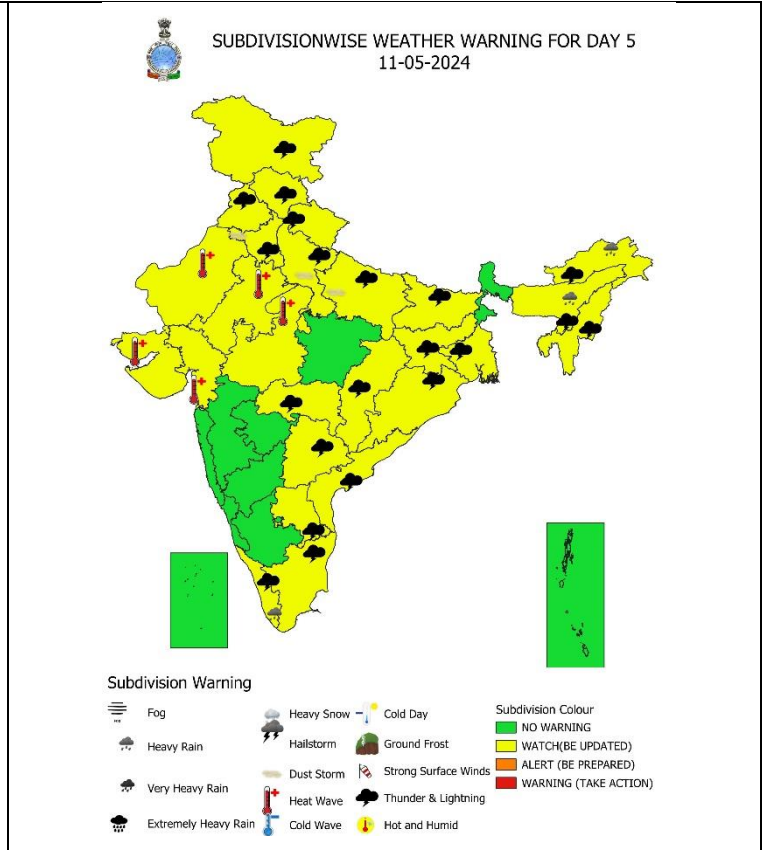 SUBDIVISIONWISE WEATHER WARNING FOR DAY 5
11-05-2024
Subdivision Warning
Fog
Heavy Rain
Very Heavy Rain
Extremely Heavy Rain
Heavy Snow
Hailstorm
Dust Storm
Heat Wave
Cold Wave
Cold Day
Ground Frost
Strong Surface Winds
Thunder & Lightning
Hot and Humid
Subdivision Colour
NO WARNING
WATCH(BE UPDATED)
ALERT (BE PREPARED)
WARNING (TAKE ACTION)